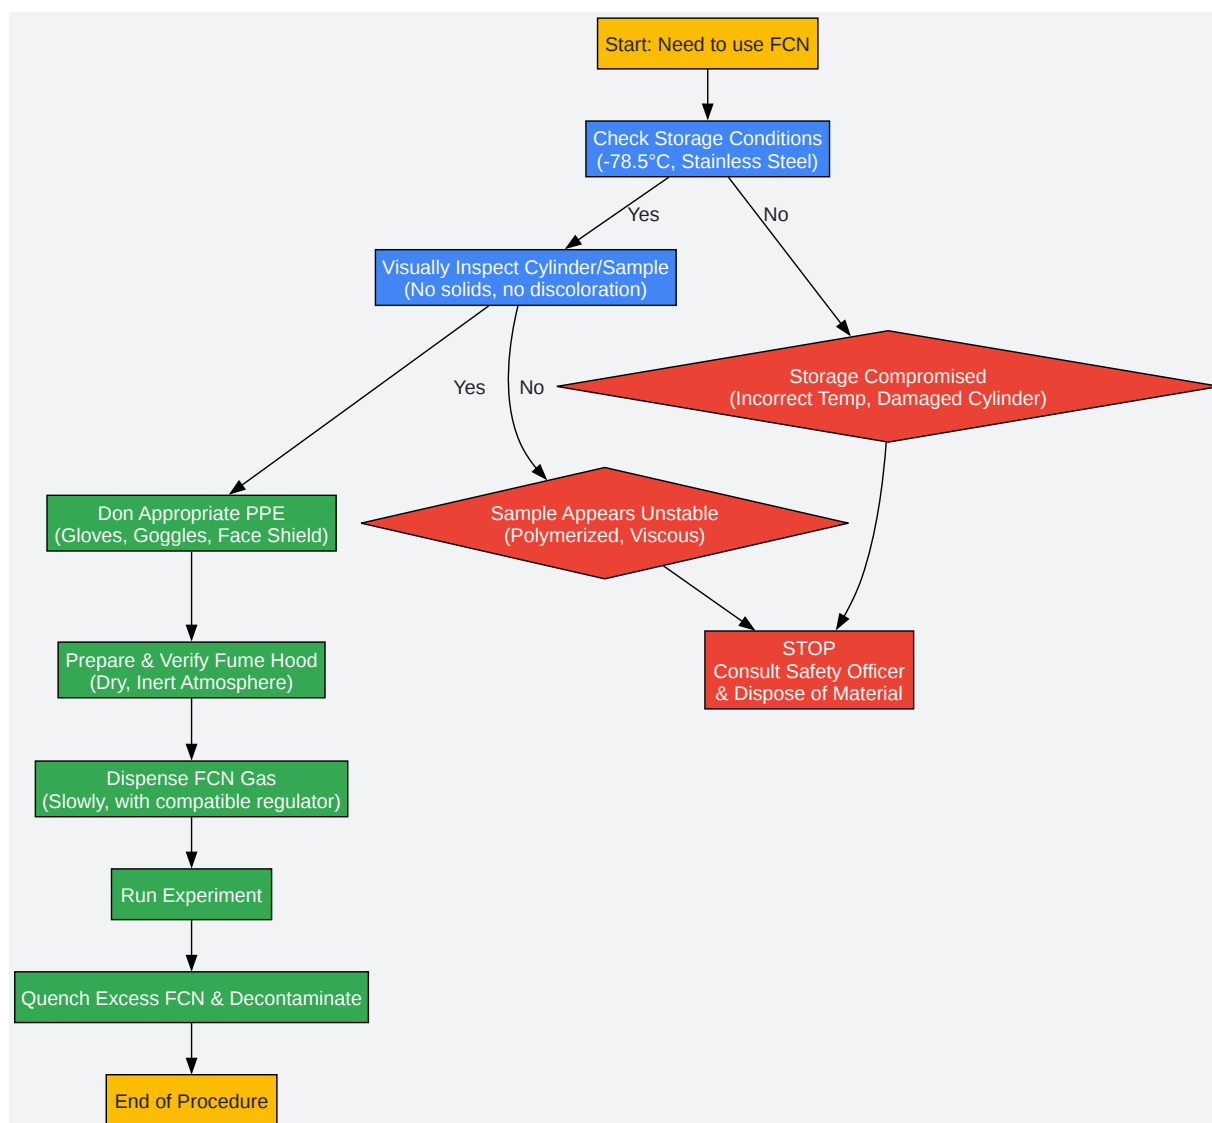 Start: Need to use FCN
Check Storage Conditions
(-78.5°C, Stainless Steel)
Yes
No
Visually Inspect Cylinder/Sample
(No solids, no discoloration)
Storage Compromised
(Incorrect Temp, Damaged Cylinder)
Yes
No
Don Appropriate PPE
(Gloves, Goggles, Face Shield)
Sample Appears Unstable
(Polymerized, Viscous)
STOP
Consult Safety Officer
& Dispose of Material
Prepare & Verify Fume Hood
(Dry, Inert Atmosphere)
Dispense FCN Gas
(Slowly, with compatible regulator)
Run Experiment
Quench Excess FCN & Decontaminate
End of Procedure